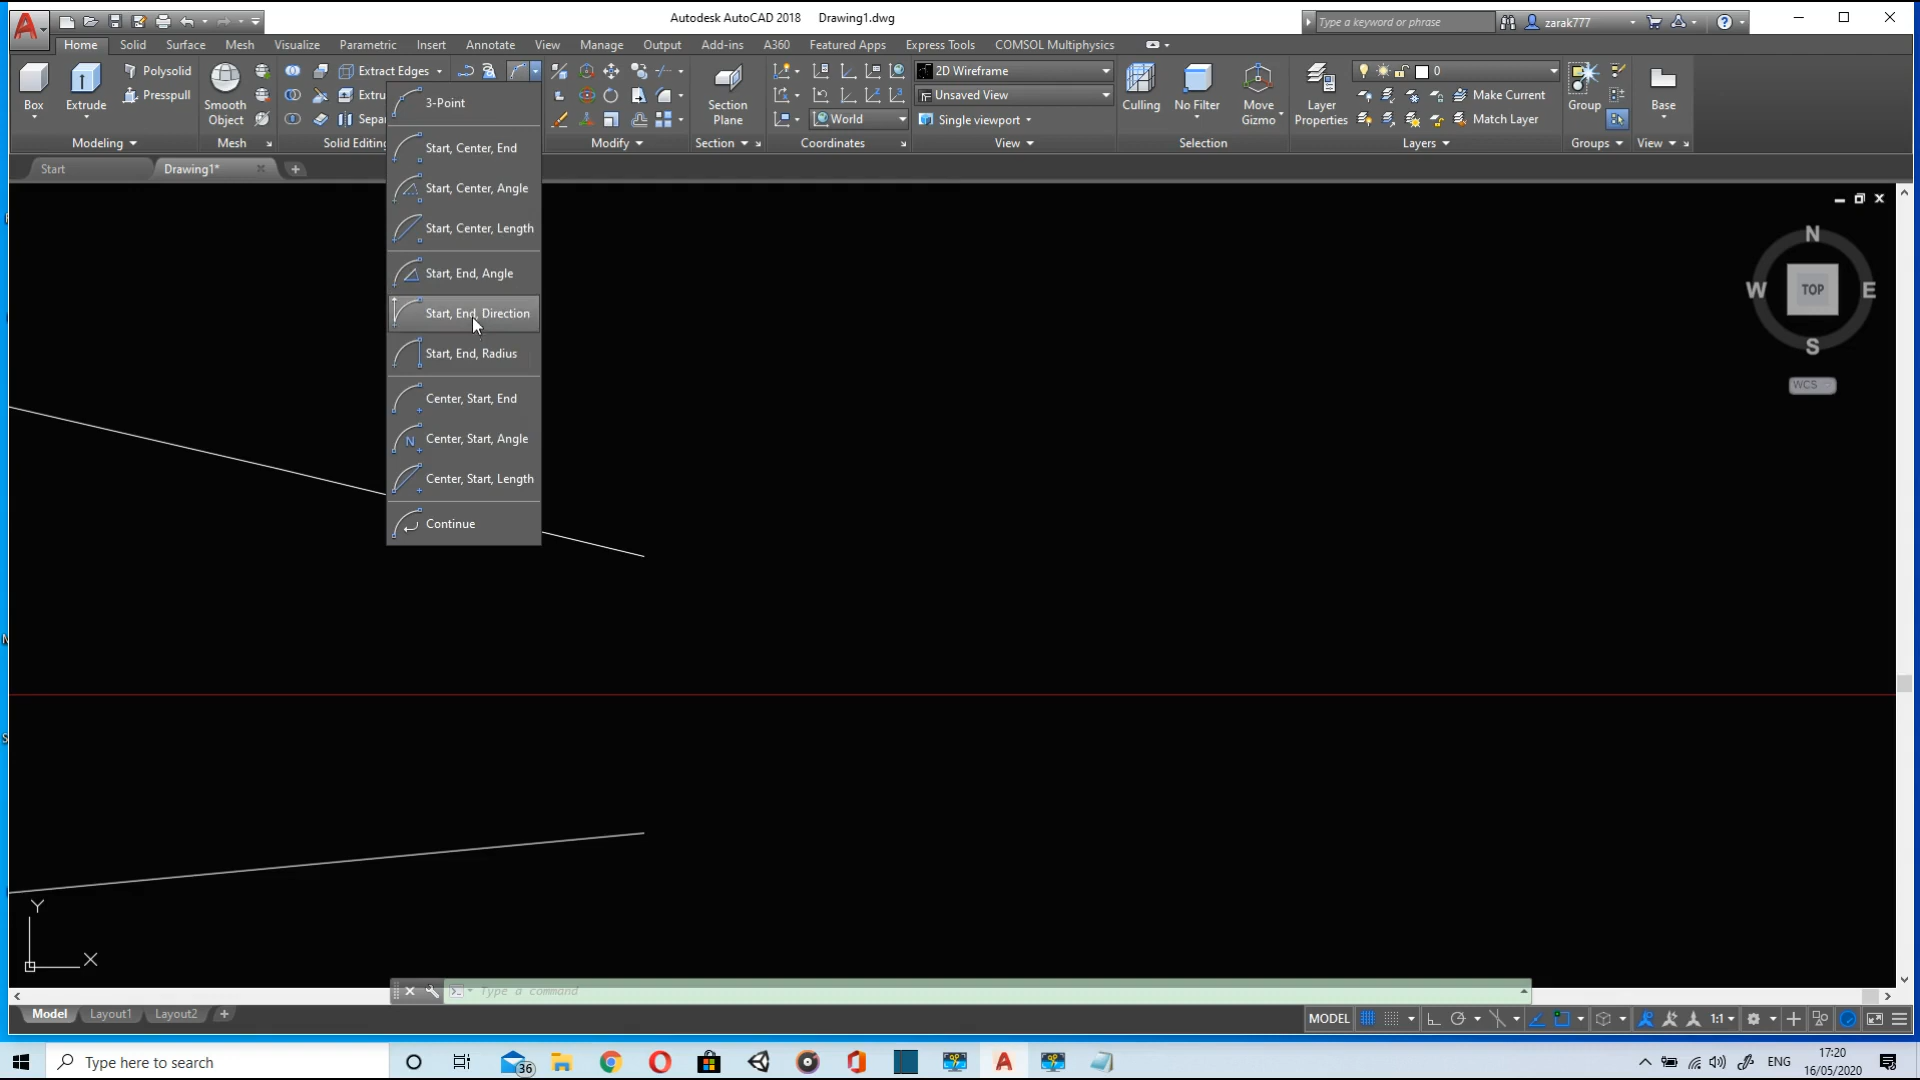 Autodesk AutoCAD 2018 Drawing1.dwg
Type a keyword or phrase
zarak777
Home Solid Surface Mesh Visualize Parametric Insert Annotate View Manage Output Add-ins A360 Featured Apps Express Tools COMSOL Multiphysics
Box
Extrude
Polysolid
Presspull
Smooth
Object
Extract Edges
Extru
Separ
Section
Plane
World
2D Wireframe
Unsaved View
Single viewport
Culling
No Filter
Move
Gizmo
Layer
Properties
0
Make Current
Match Layer
Group
Base
Modeling Mesh Solid Editing Modify Section Coordinates View Selection Layers Groups View
Start Drawing1*
3-Point
Start, Center, End
Start, Center, Angle
Start, Center, Length
Start, End, Angle
Start, End, Direction
Start, End, Radius
Center, Start, End
Center, Start, Angle
Center, Start, Length
Continue
N
W TOP E
S
WCS
Y
X
Type a command
Model Layout1 Layout2
MODEL
1:1
Type here to search
36
ENG
17:20
16/05/2020